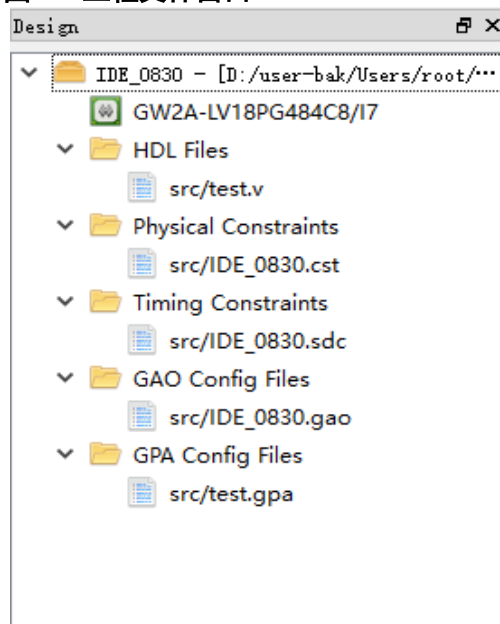 Design
IDE_0830 - [D:/user-bak/Users/root/···
GW2A-LV18PG484C8/I7
HDL Files
src/test.v
Physical Constraints
src/IDE_0830.cst
Timing Constraints
src/IDE_0830.sdc
GAO Config Files
src/IDE_0830.gao
GPA Config Files
src/test.gpa